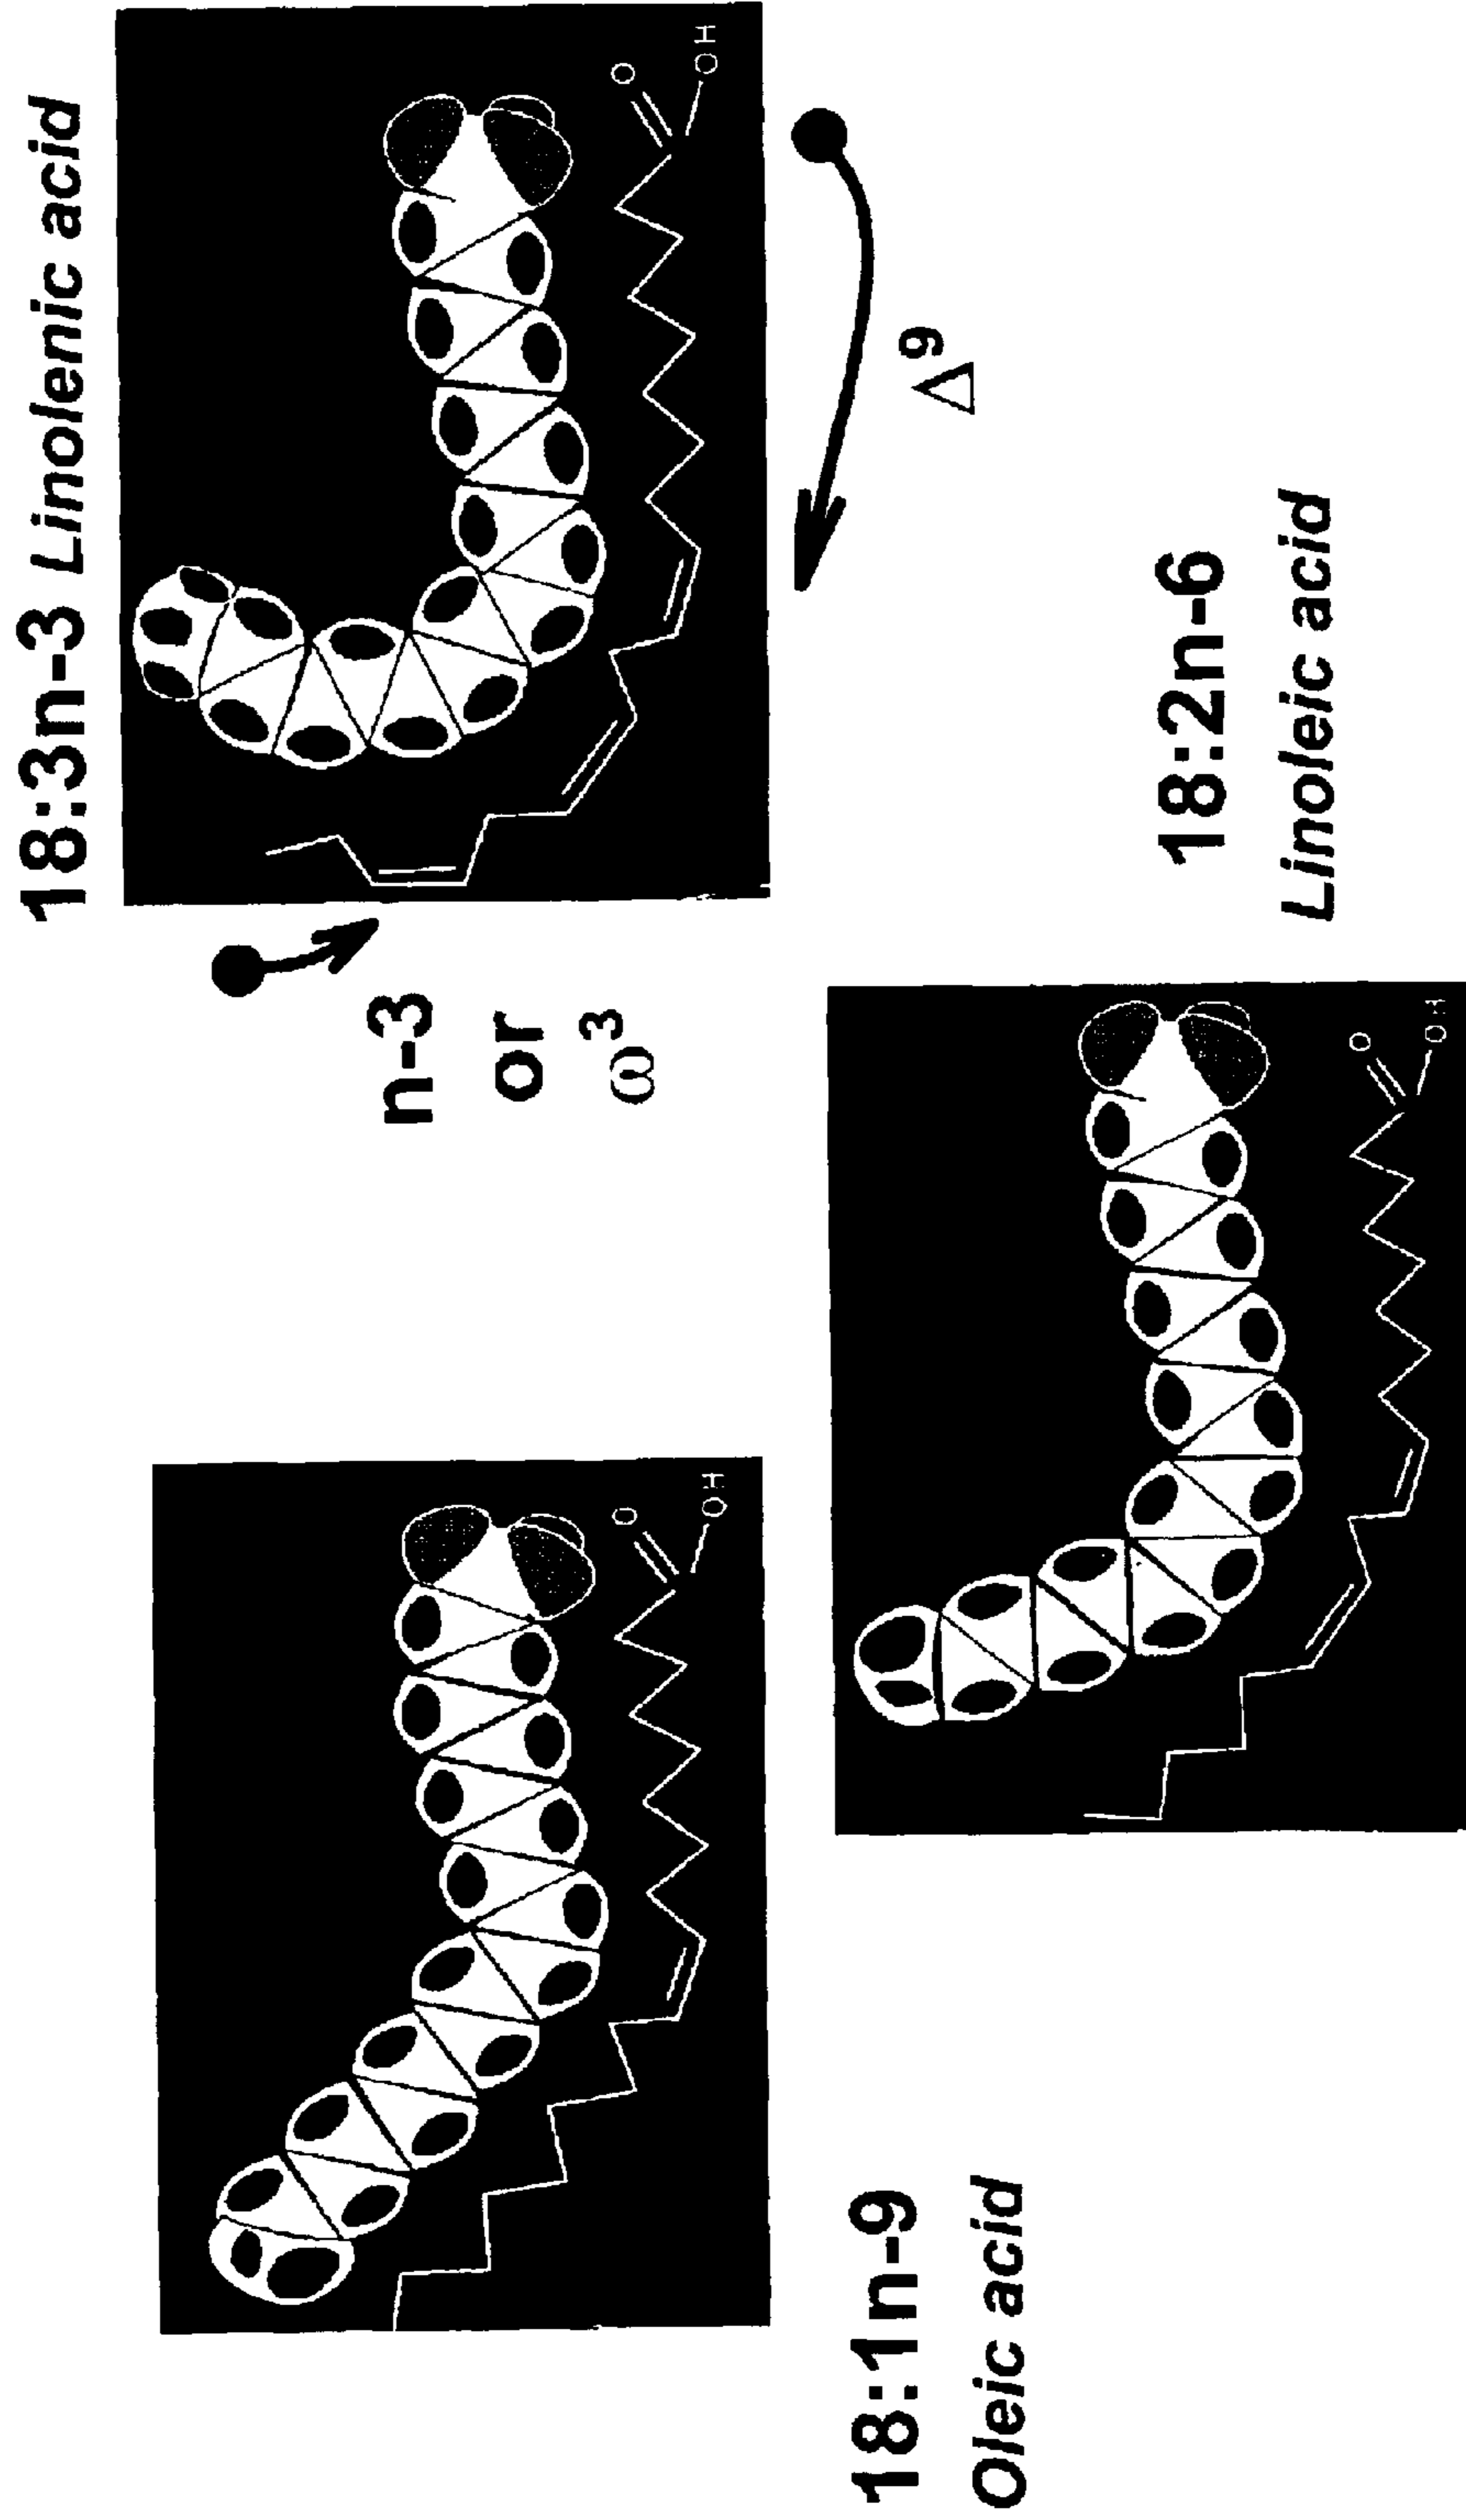 18:3n-3 Linolenic acid
O
OH
n-3
or
ω3
Δ9
O
OH
18:1n-9
Oleic acid
O
OH
18:2n-6
Linoleic acid